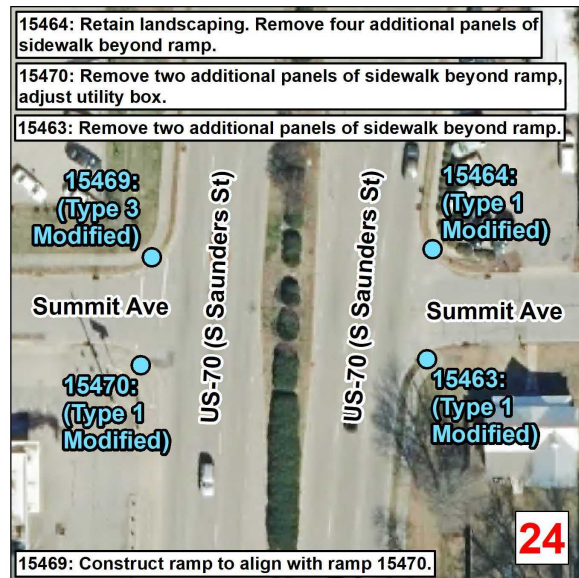 15464: Retain landscaping. Remove four additional panels of
sidewalk beyond ramp.
15470: Remove two additional panels of sidewalk beyond ramp,
adjust utility box.
15463: Remove two additional panels of sidewalk beyond ramp.
15469:
(Type 3
Modified)
US-70 (S Saunders St)
US-70 (S Saunders St)
15464:
(Type 1
Modified)
Summit Ave
Summit Ave
15470:
(Type 1
Modified)
15463:
(Type 1
Modified)
24
15469: Construct ramp to align with ramp 15470.